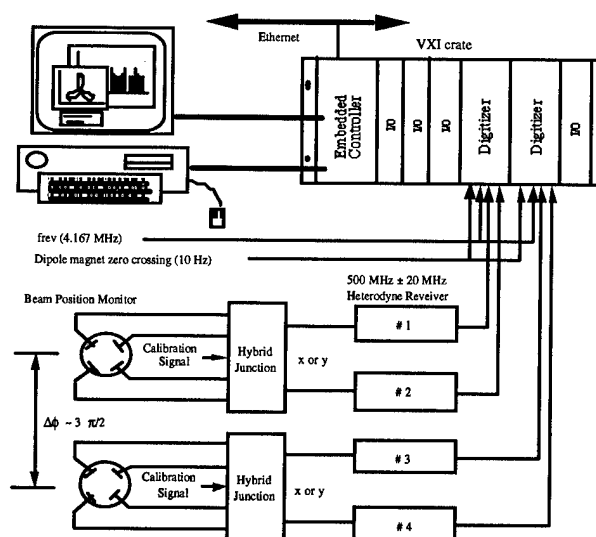 Ethernet
VXI crate
Embedded
Controller
I/O
I/O
I/O
Digitizer
Digitizer
I/O
frev (4.167 MHz)
Dipole magnet zero crossing (10 Hz)
500 MHz ± 20 MHz
Heterodyne Reveiver
Beam Position Monitor
Calibration
Signal
Hybrid
Junction
x or y
# 1
# 2
Δϕ ~ 3 π/2
Calibration
Signal
Hybrid
Junction
x or y
# 3
# 4